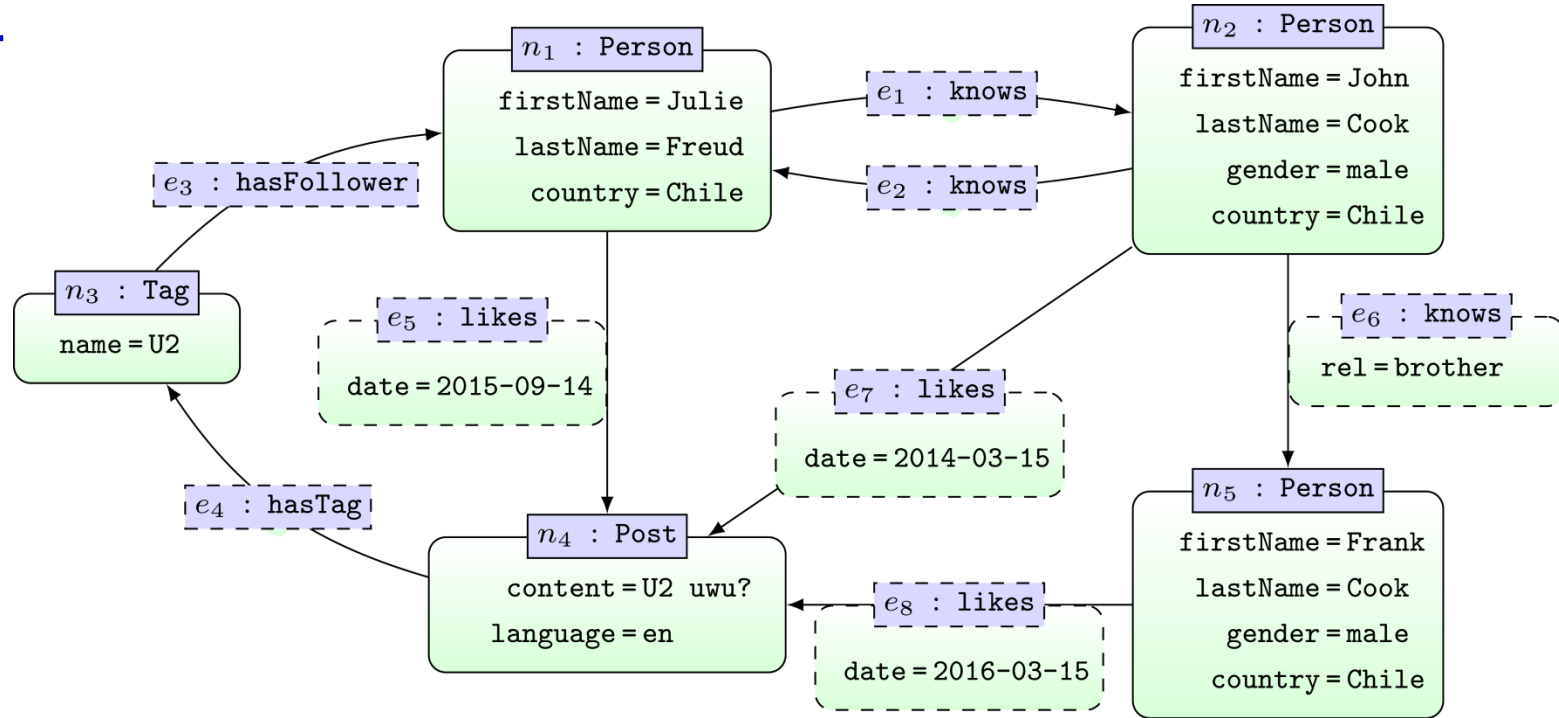 n₁ : Person
firstName = Julie
lastName = Freud
country = Chile
e₁ : knows
e₂ : knows
n₂ : Person
firstName = John
lastName = Cook
gender = male
country = Chile
e₃ : hasFollower
n₃ : Tag
name = U2
e₅ : likes
date = 2015-09-14
e₇ : likes
date = 2014-03-15
e₆ : knows
rel = brother
e₄ : hasTag
n₄ : Post
content = U2 uwu?
language = en
e₈ : likes
date = 2016-03-15
n₅ : Person
firstName = Frank
lastName = Cook
gender = male
country = Chile